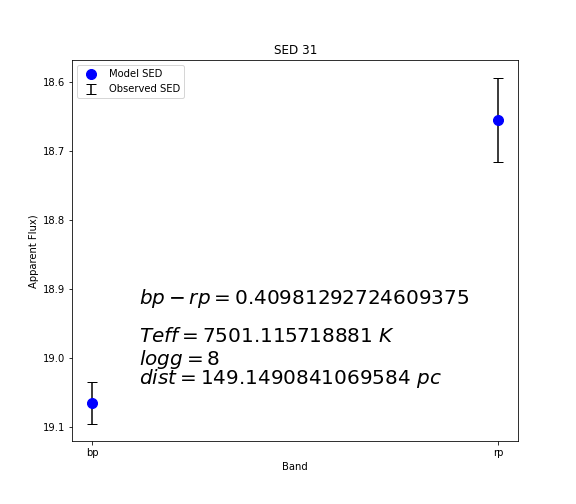 SED 31
Model SED
Observed SED
18.6
18.7
18.8
18.9
19.0
19.1
Apparent Flux)
bp − rp = 0.40981292724609375
Teff = 7501.115718881 K
logg = 8
dist = 149.1490841069584 pc
bp
rp
Band